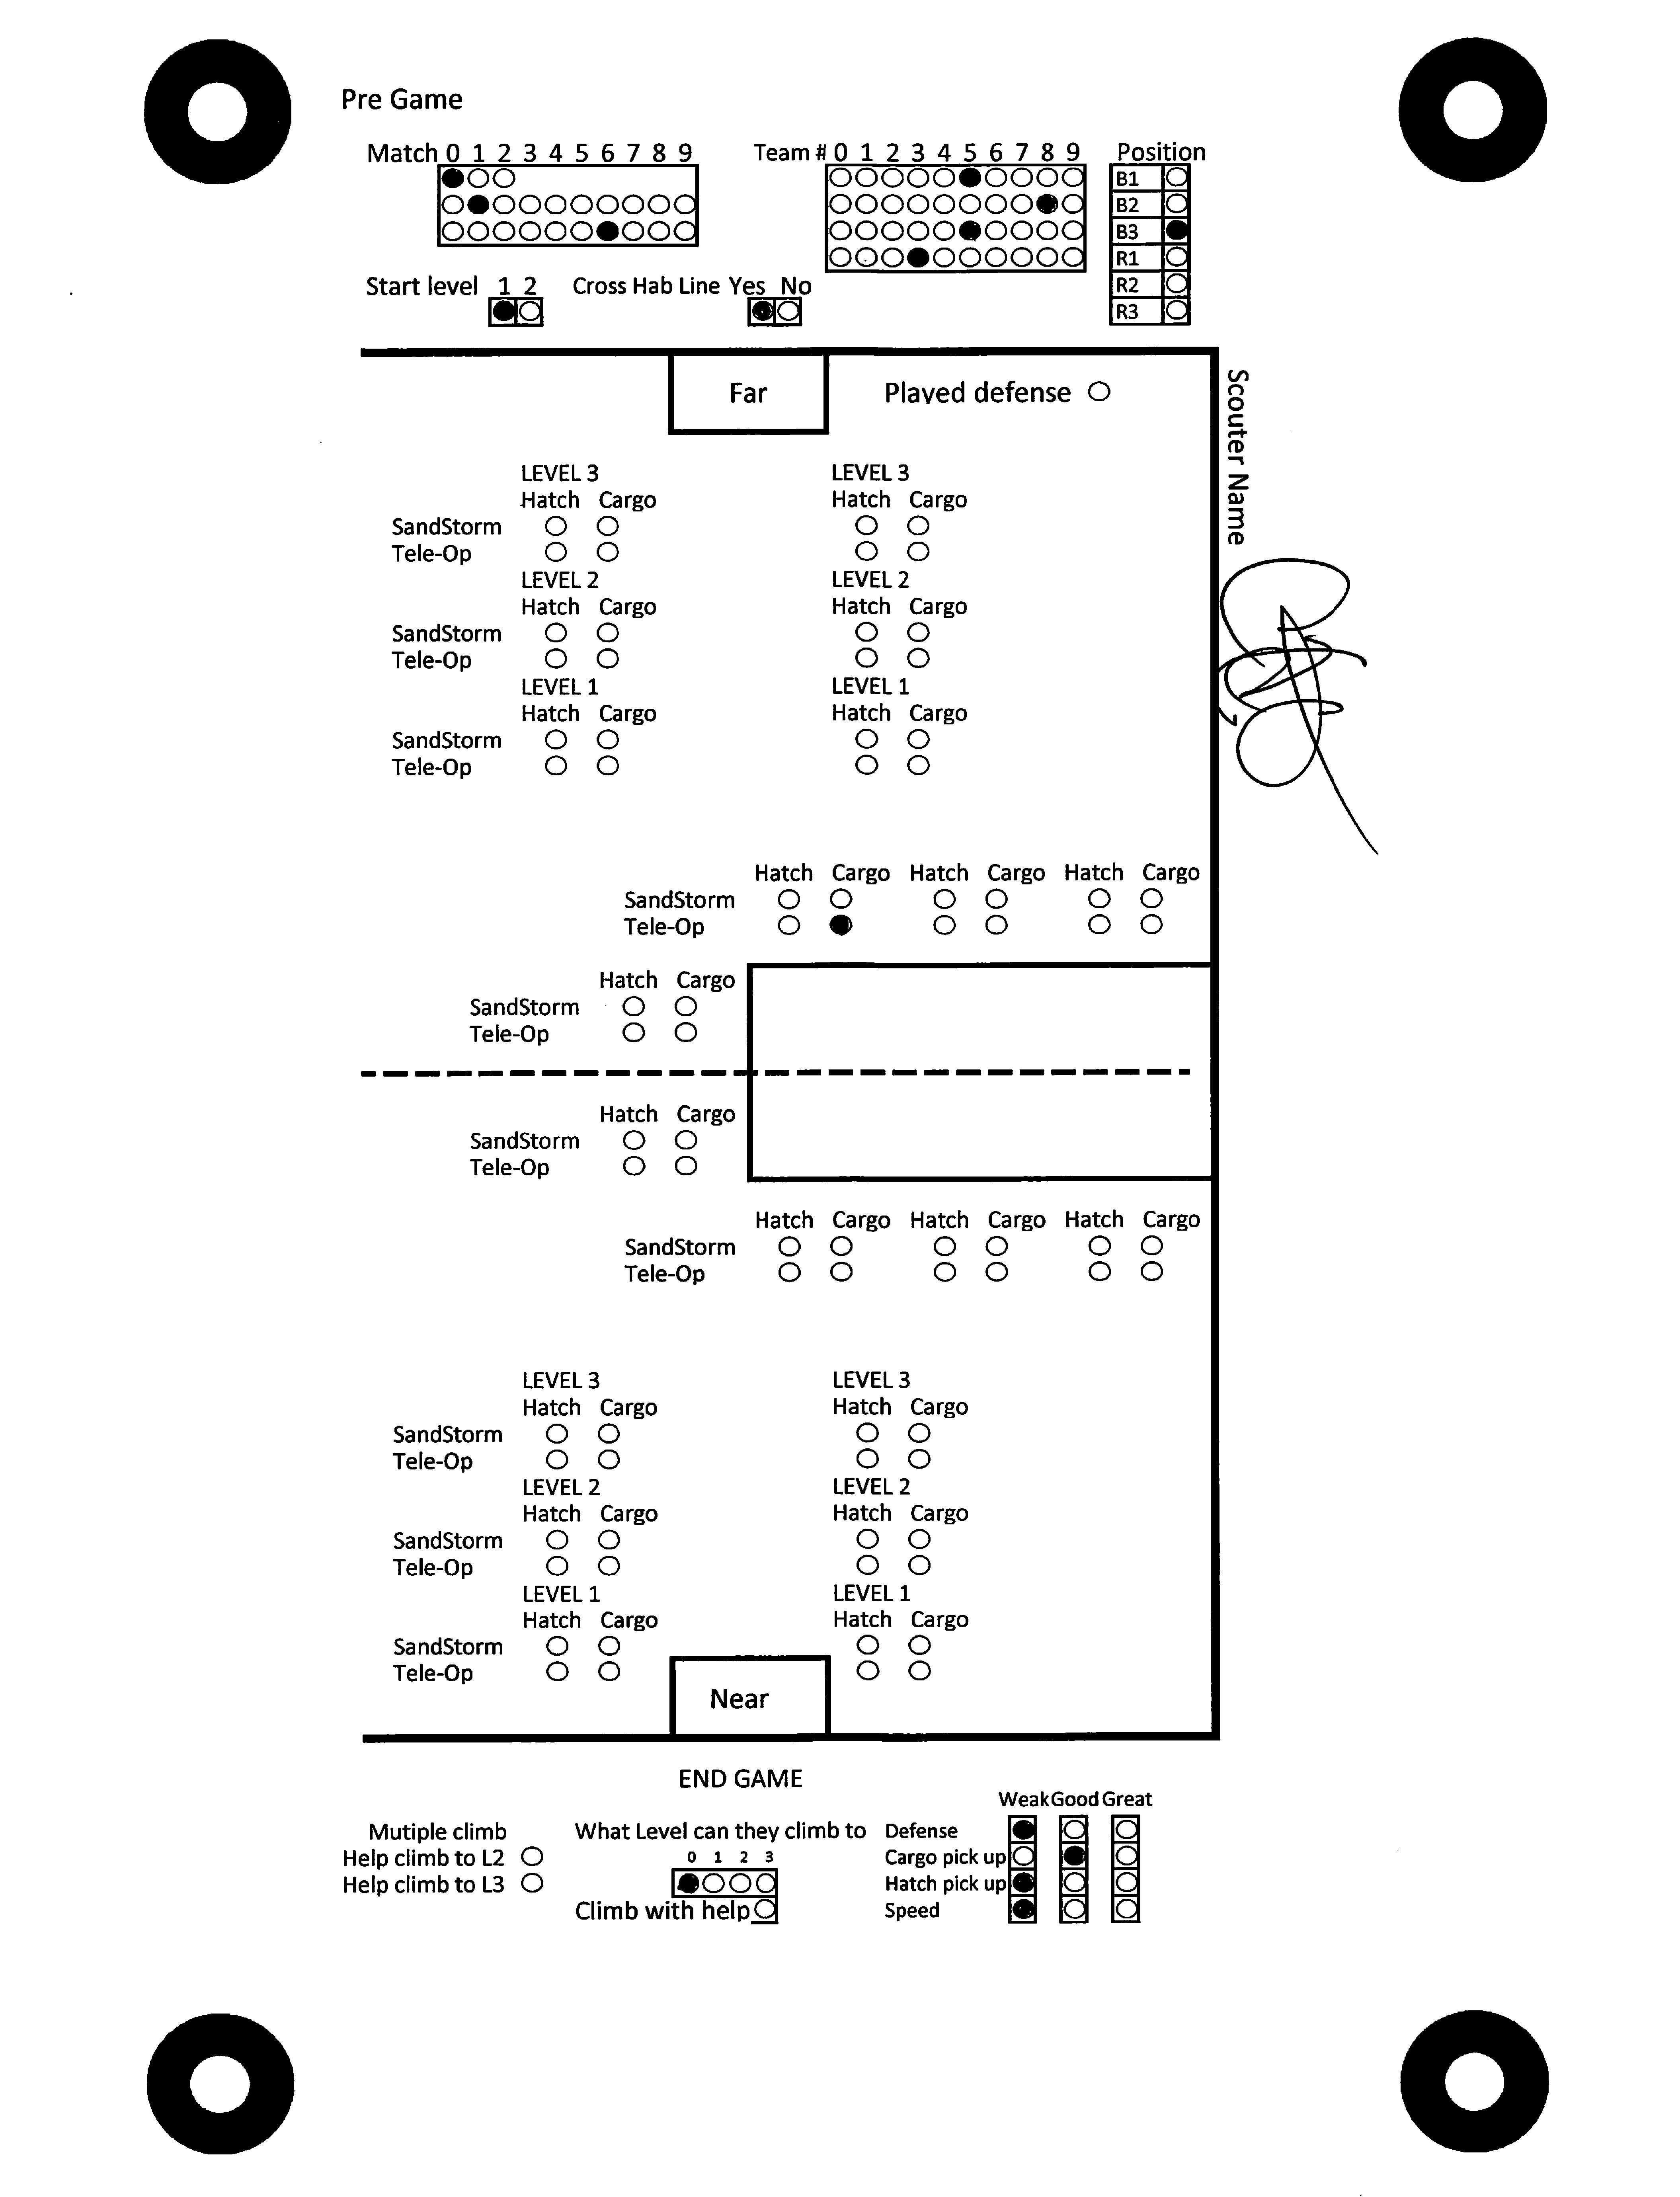 Pre Game
Match 0 1 2 3 4 5 6 7 8 9
Team # 0 1 2 3 4 5 6 7 8 9
Position
B1
B2
B3
R1
R2
R3
Start level 1 2
Cross Hab Line Yes No
Far
Played defense
Scouter Name
LEVEL 3 LEVEL 3
Hatch Cargo Hatch Cargo
SandStorm
Tele-Op
LEVEL 2 LEVEL 2
Hatch Cargo Hatch Cargo
SandStorm
Tele-Op
LEVEL 1 LEVEL 1
Hatch Cargo Hatch Cargo
SandStorm
Tele-Op
Hatch Cargo Hatch Cargo Hatch Cargo
SandStorm
Tele-Op
Hatch Cargo
SandStorm
Tele-Op
Hatch Cargo
SandStorm
Tele-Op
Hatch Cargo Hatch Cargo Hatch Cargo
SandStorm
Tele-Op
LEVEL 3 LEVEL 3
Hatch Cargo Hatch Cargo
SandStorm
Tele-Op
LEVEL 2 LEVEL 2
Hatch Cargo Hatch Cargo
SandStorm
Tele-Op
LEVEL 1 LEVEL 1
Hatch Cargo Hatch Cargo
SandStorm
Tele-Op
Near
END GAME
Mutiple climb
Help climb to L2
Help climb to L3
What Level can they climb to
0 1 2 3
Climb with help
Weak Good Great
Defense
Cargo pick up
Hatch pick up
Speed